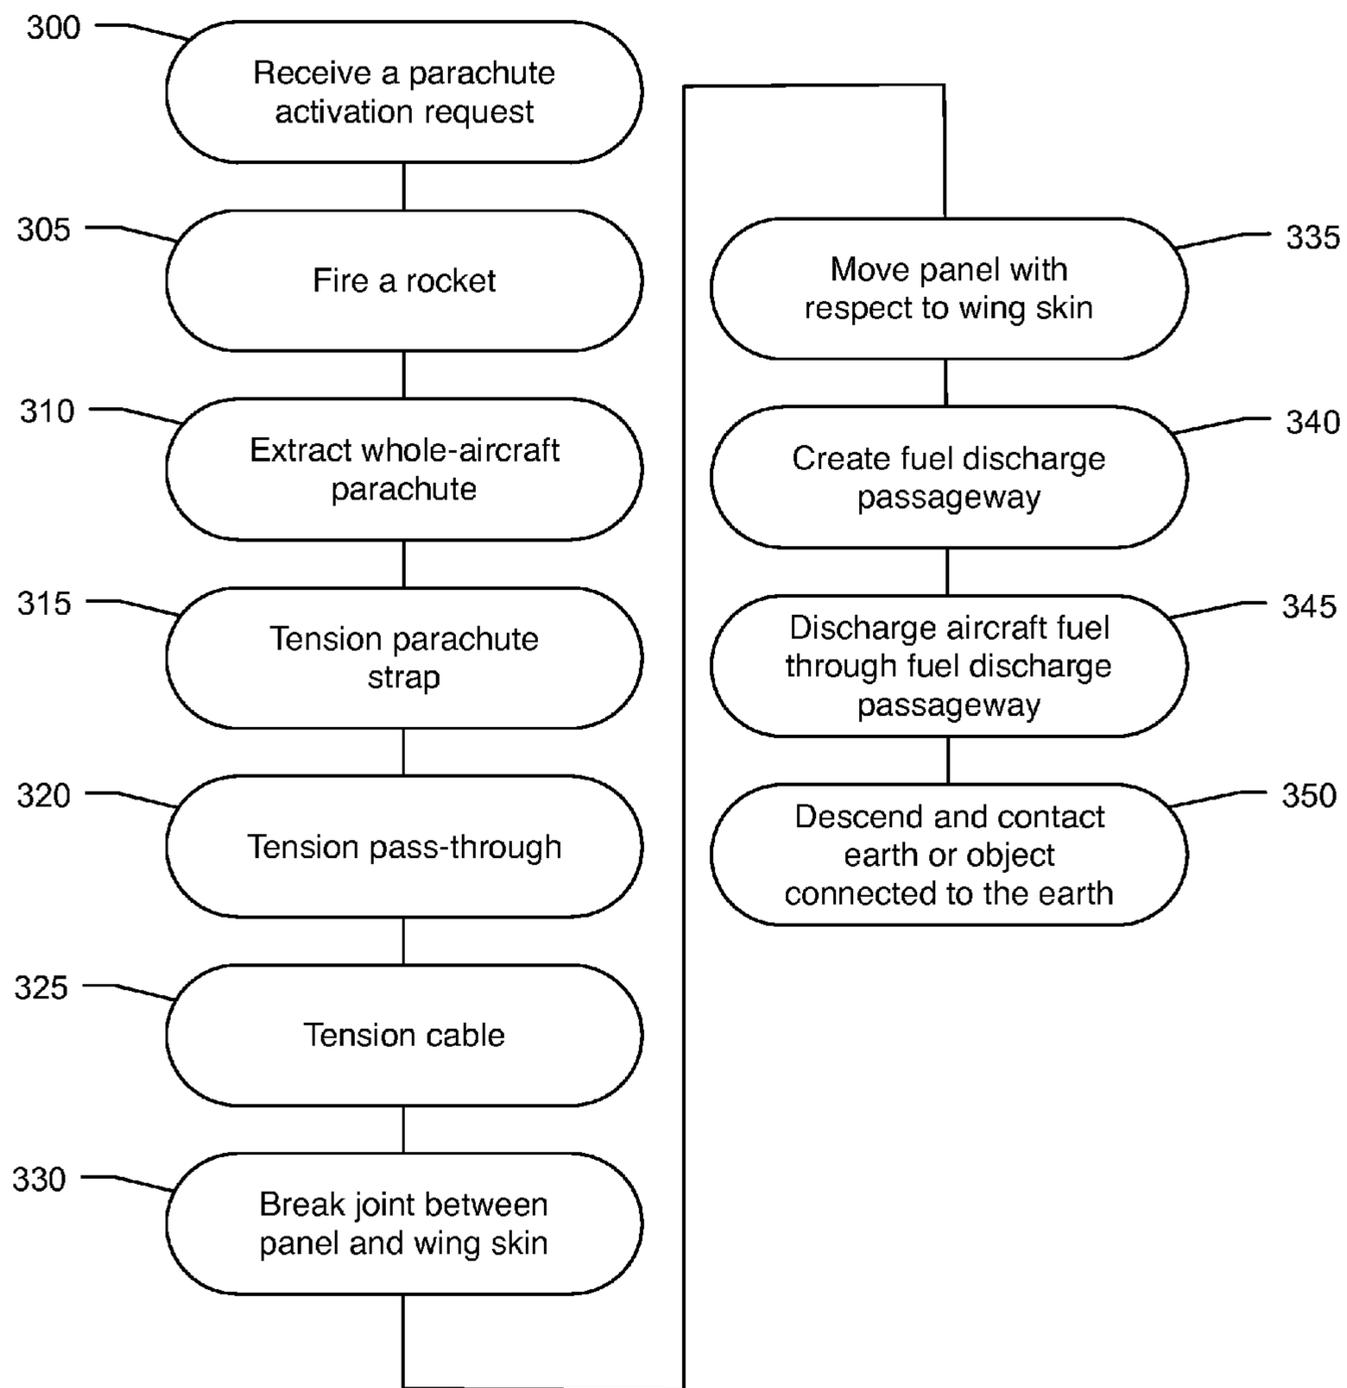 300
Receive a parachute
activation request
305
Fire a rocket
310
Extract whole-aircraft
parachute
315
Tension parachute
strap
320
Tension pass-through
325
Tension cable
330
Break joint between
panel and wing skin
335
Move panel with
respect to wing skin
340
Create fuel discharge
passageway
345
Discharge aircraft fuel
through fuel discharge
passageway
350
Descend and contact
earth or object
connected to the earth